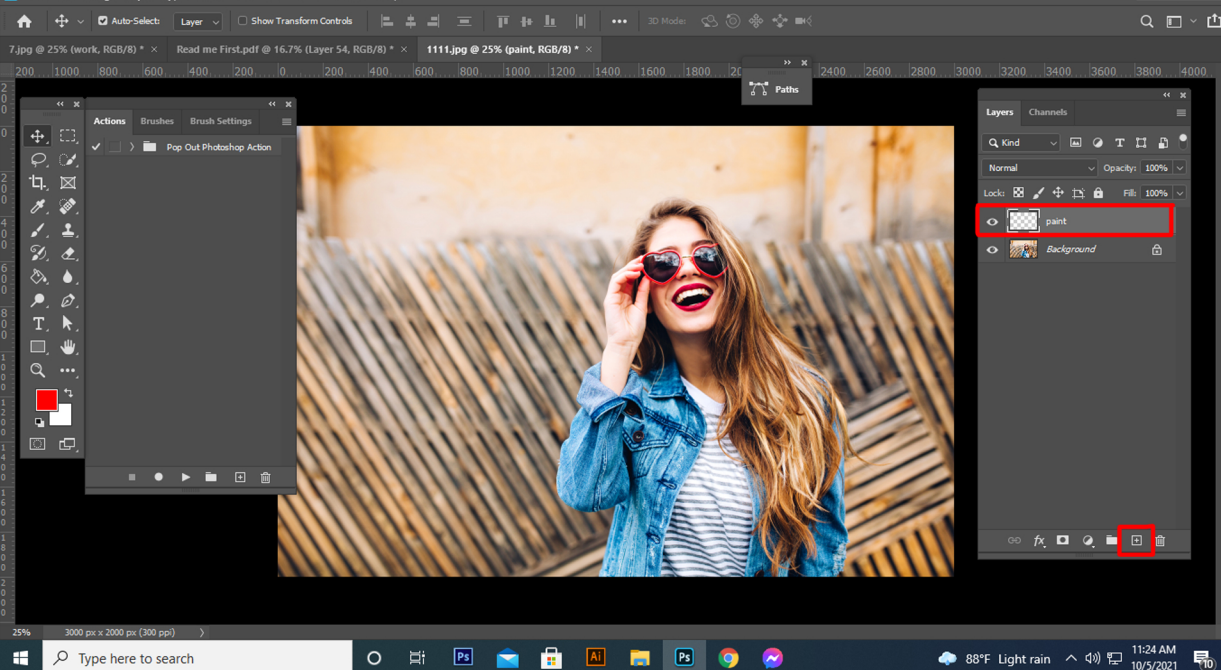 Auto-Select: Layer Show Transform Controls 3D Mode:
7.jpg @ 25% (work, RGB/8) * × Read me First.pdf @ 16.7% (Layer 54, RGB/8) * × 1111.jpg @ 25% (paint, RGB/8) * ×
200 1000 800 600 400 200 0 200 400 600 800 1000 1200 1400 1600 1800 2400 2600 2800 3000 3200 3400 3600 3800 4000
Paths
Actions Brushes Brush Settings
Pop Out Photoshop Action
Layers Channels
Kind
Normal Opacity: 100%
Lock: Fill: 100%
paint
Background
25% 3000 px x 2000 px (300 ppi)
Type here to search
Ps Ai Ps
88°F Light rain
11:24 AM
10/5/2021
10